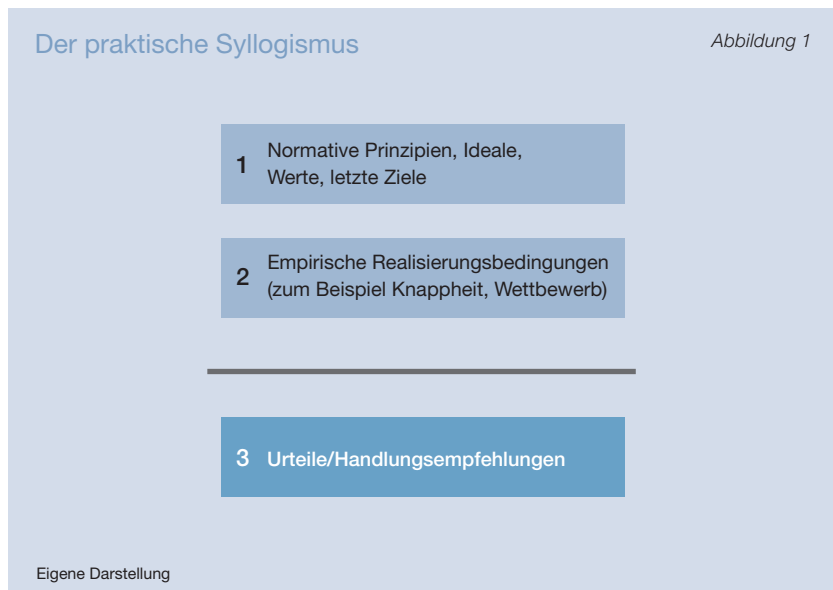 Der praktische Syllogismus
Abbildung 1
1 Normative Prinzipien, Ideale,
Werte, letzte Ziele
2 Empirische Realisierungsbedingungen
(zum Beispiel Knappheit, Wettbewerb)
3 Urteile/Handlungsempfehlungen
Eigene Darstellung